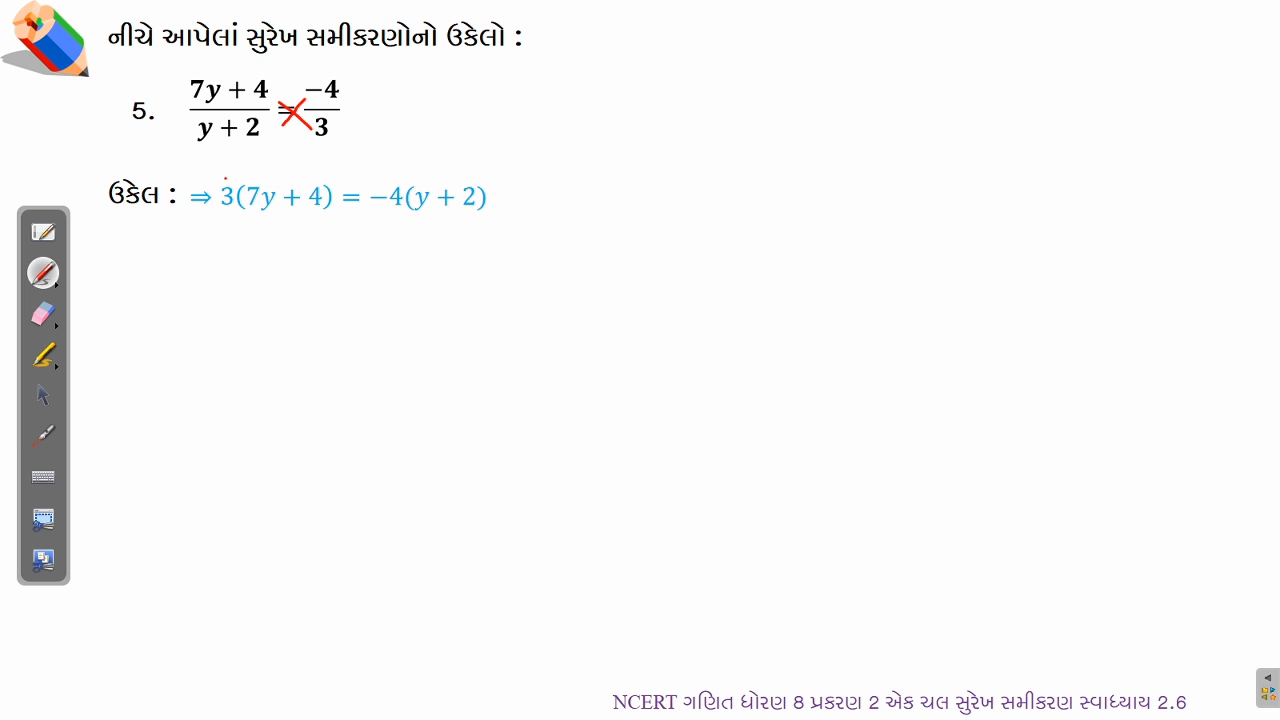 નીચે આપેલાં સુરેખ સમીકરણોનો ઉકેલો :
5. (7y + 4)/(y + 2) = −4/3
ઉકેલ : ⇒ 3(7y + 4) = −4(y + 2)
NCERT ગણિત ધોરણ 8 પ્રકરણ 2 એક ચલ સુરેખ સમીકરણ સ્વાધ્યાય 2.6